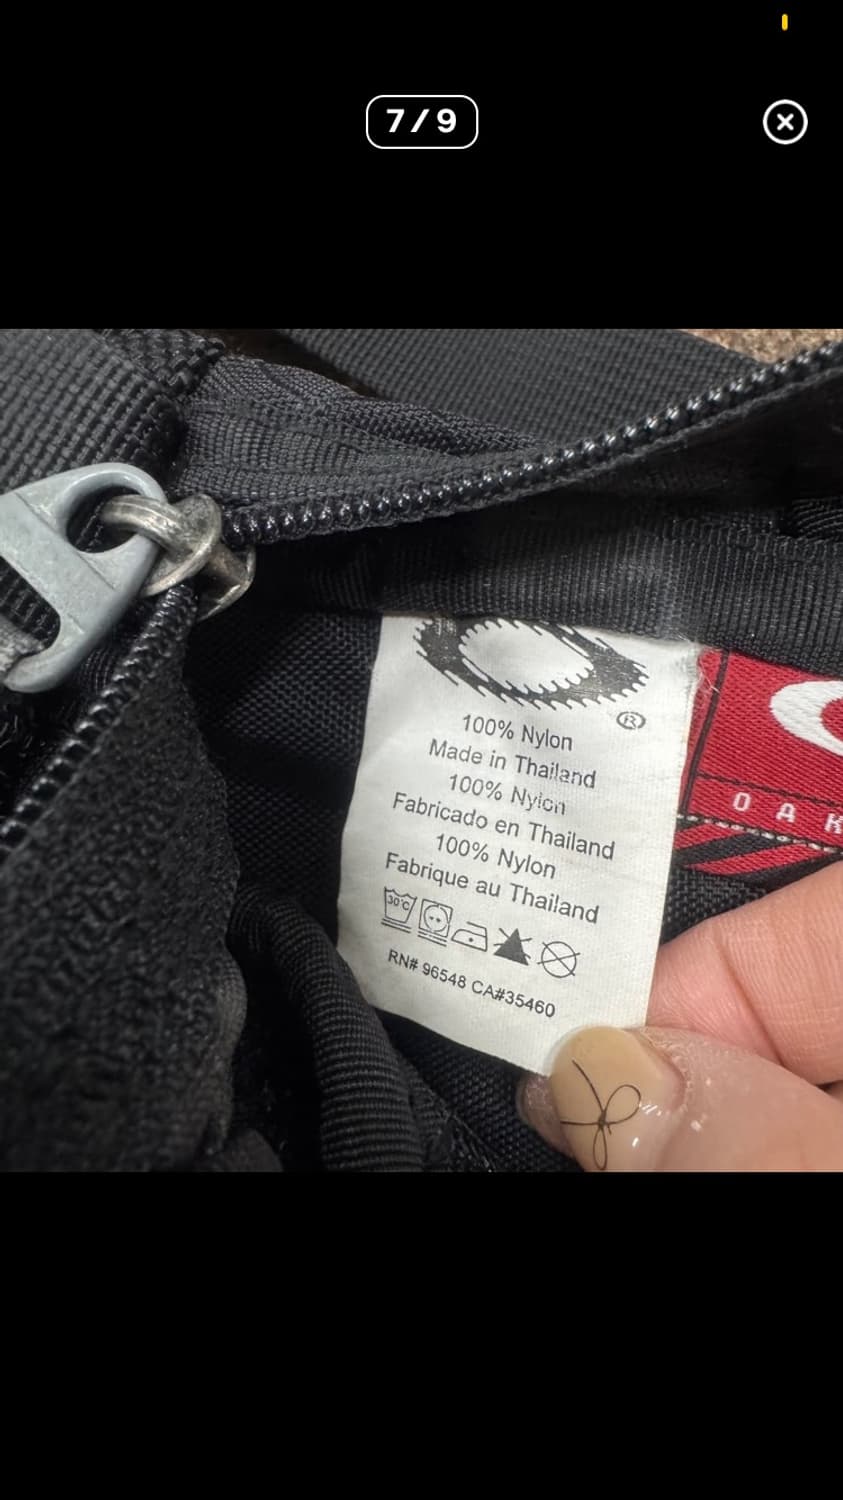 7/9
®
100% Nylon
Made in Thailand
100% Nylon
Fabricado en Thailand
100% Nylon
Fabrique au Thailand
30°C
RN# 96548 CA#35460
OAK